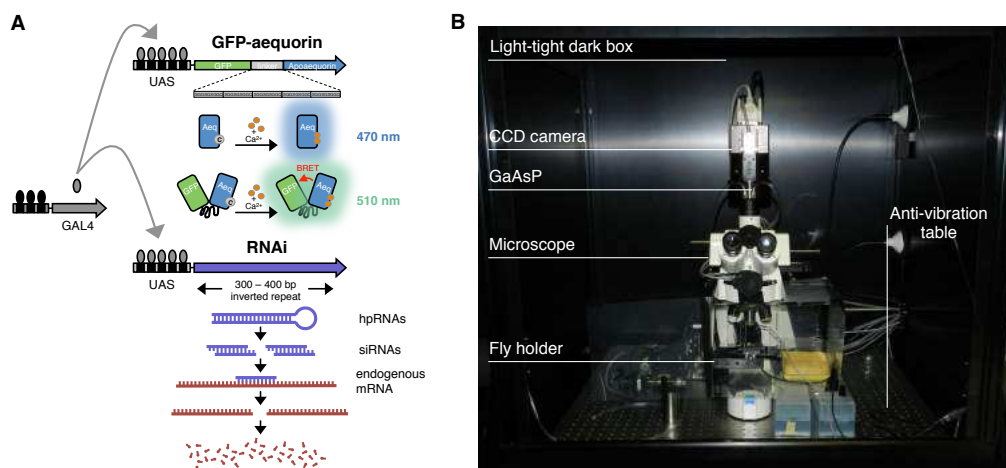 A
GFP-aequorin
UAS
GFP
linker
Apoaequorin
Aeq
C
+
Ca²⁺
Aeq
470 nm
GFP
Aeq
C
+
Ca²⁺
BRET
GFP
Aeq
510 nm
GAL4
RNAi
UAS
300 – 400 bp
inverted repeat
hpRNAs
siRNAs
endogenous
mRNA
B
Light-tight dark box
CCD camera
GaAsP
Anti-vibration
table
Microscope
Fly holder